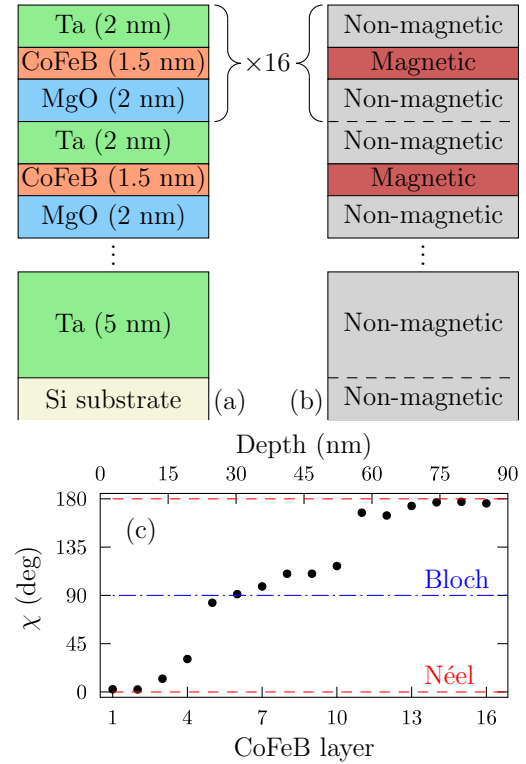 Ta (2 nm)
CoFeB (1.5 nm)
MgO (2 nm)
Ta (2 nm)
CoFeB (1.5 nm)
MgO (2 nm)
⋮
Ta (5 nm)
Si substrate
(a)
×16
Non-magnetic
Magnetic
Non-magnetic
Non-magnetic
Magnetic
Non-magnetic
⋮
Non-magnetic
Non-magnetic
(b)
Depth (nm)
0 15 30 45 60 75 90
(c)
χ (deg)
180
135
90
45
0
Bloch
Néel
1 4 7 10 13 16
CoFeB layer